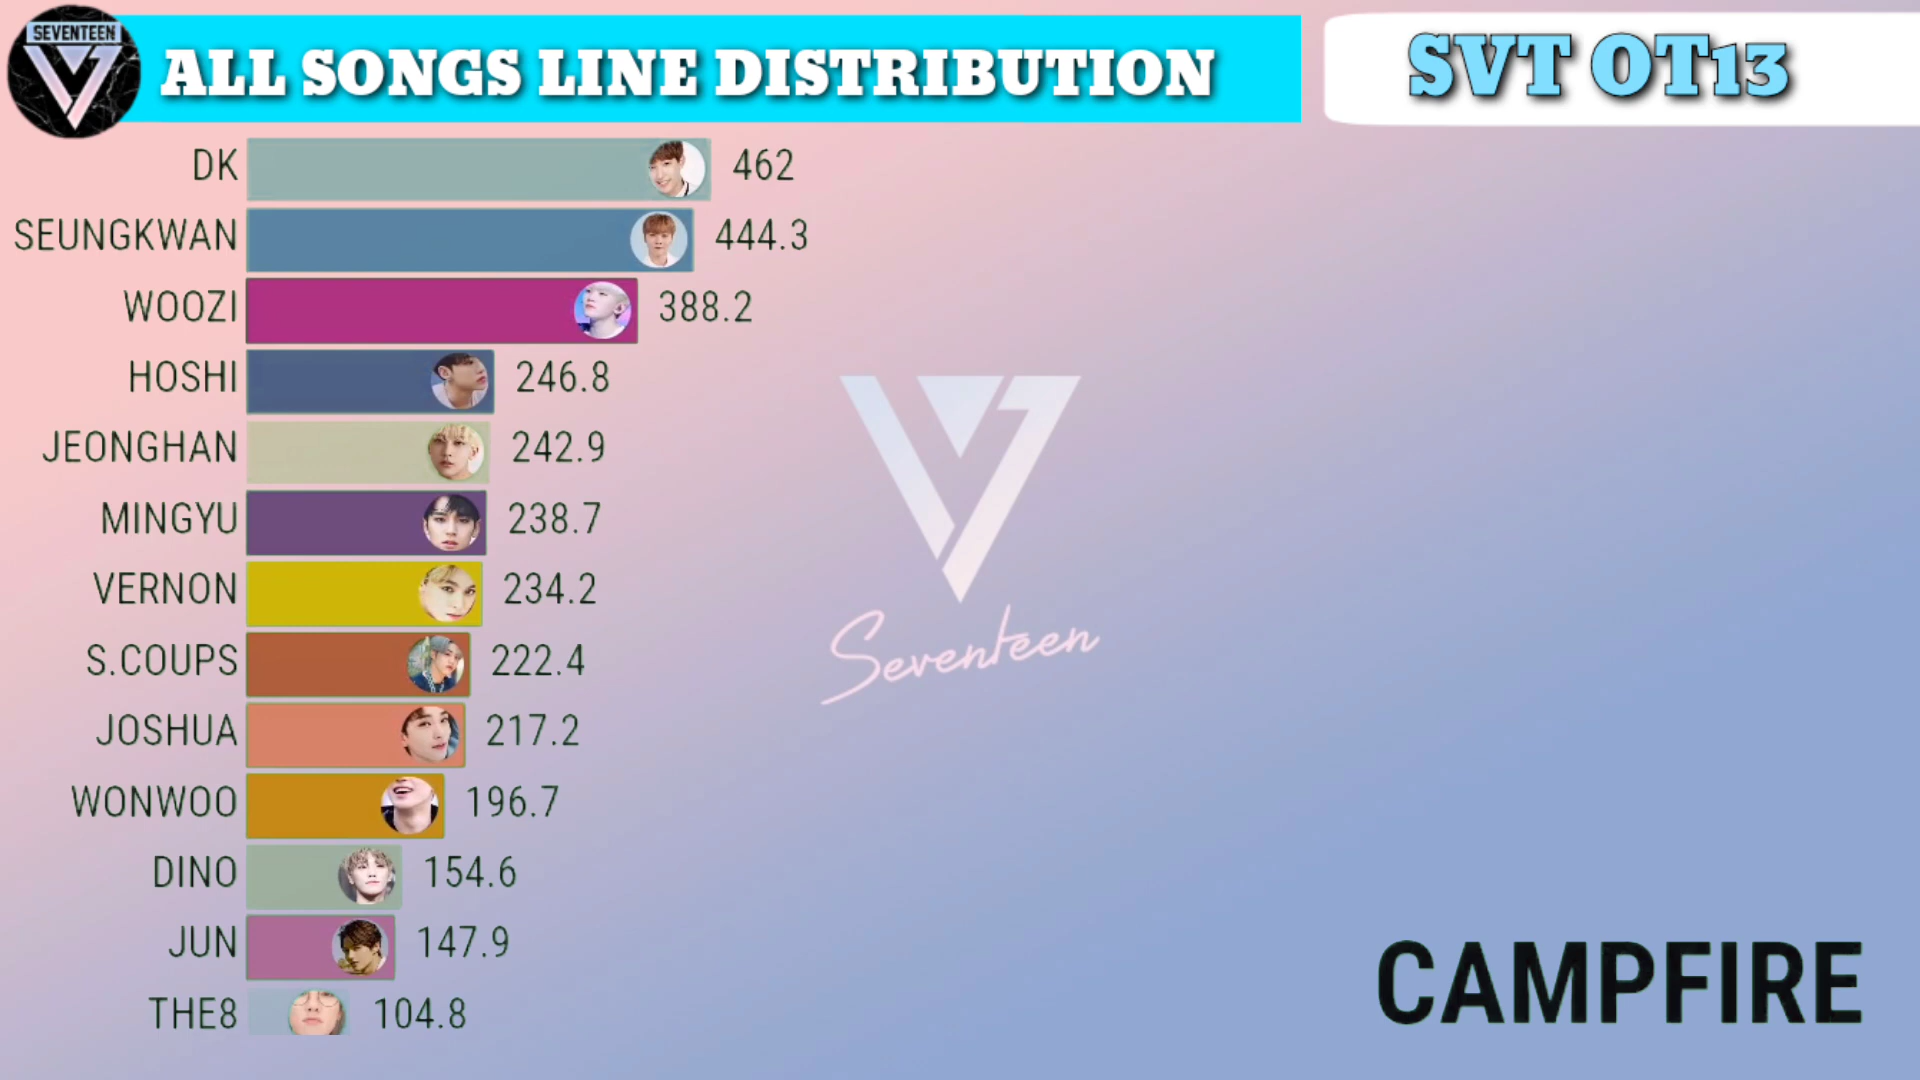 SEVENTEEN
ALL SONGS LINE DISTRIBUTION
SVT OT13
DK 462
SEUNGKWAN 444.3
WOOZI 388.2
HOSHI 246.8
JEONGHAN 242.9
MINGYU 238.7
VERNON 234.2
S.COUPS 222.4
JOSHUA 217.2
WONWOO 196.7
DINO 154.6
JUN 147.9
THE8 104.8
Seventeen
CAMPFIRE